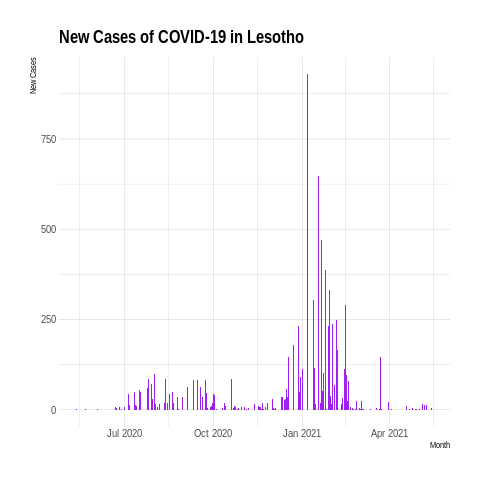 New Cases of COVID-19 in Lesotho
New Cases
750
500
250
0
Jul 2020 Oct 2020 Jan 2021 Apr 2021
Month